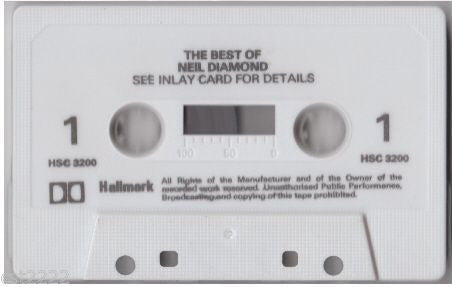 THE BEST OF
NEIL DIAMOND
SEE INLAY CARD FOR DETAILS
1 1
100 50 0
HSC 3200 HSC 3200
Hallmark
All Rights of the Manufacturer and of the Owner of the
recorded work reserved. Unauthorised Public Performance,
Broadcasting and copying of this tape prohibited.
est2222